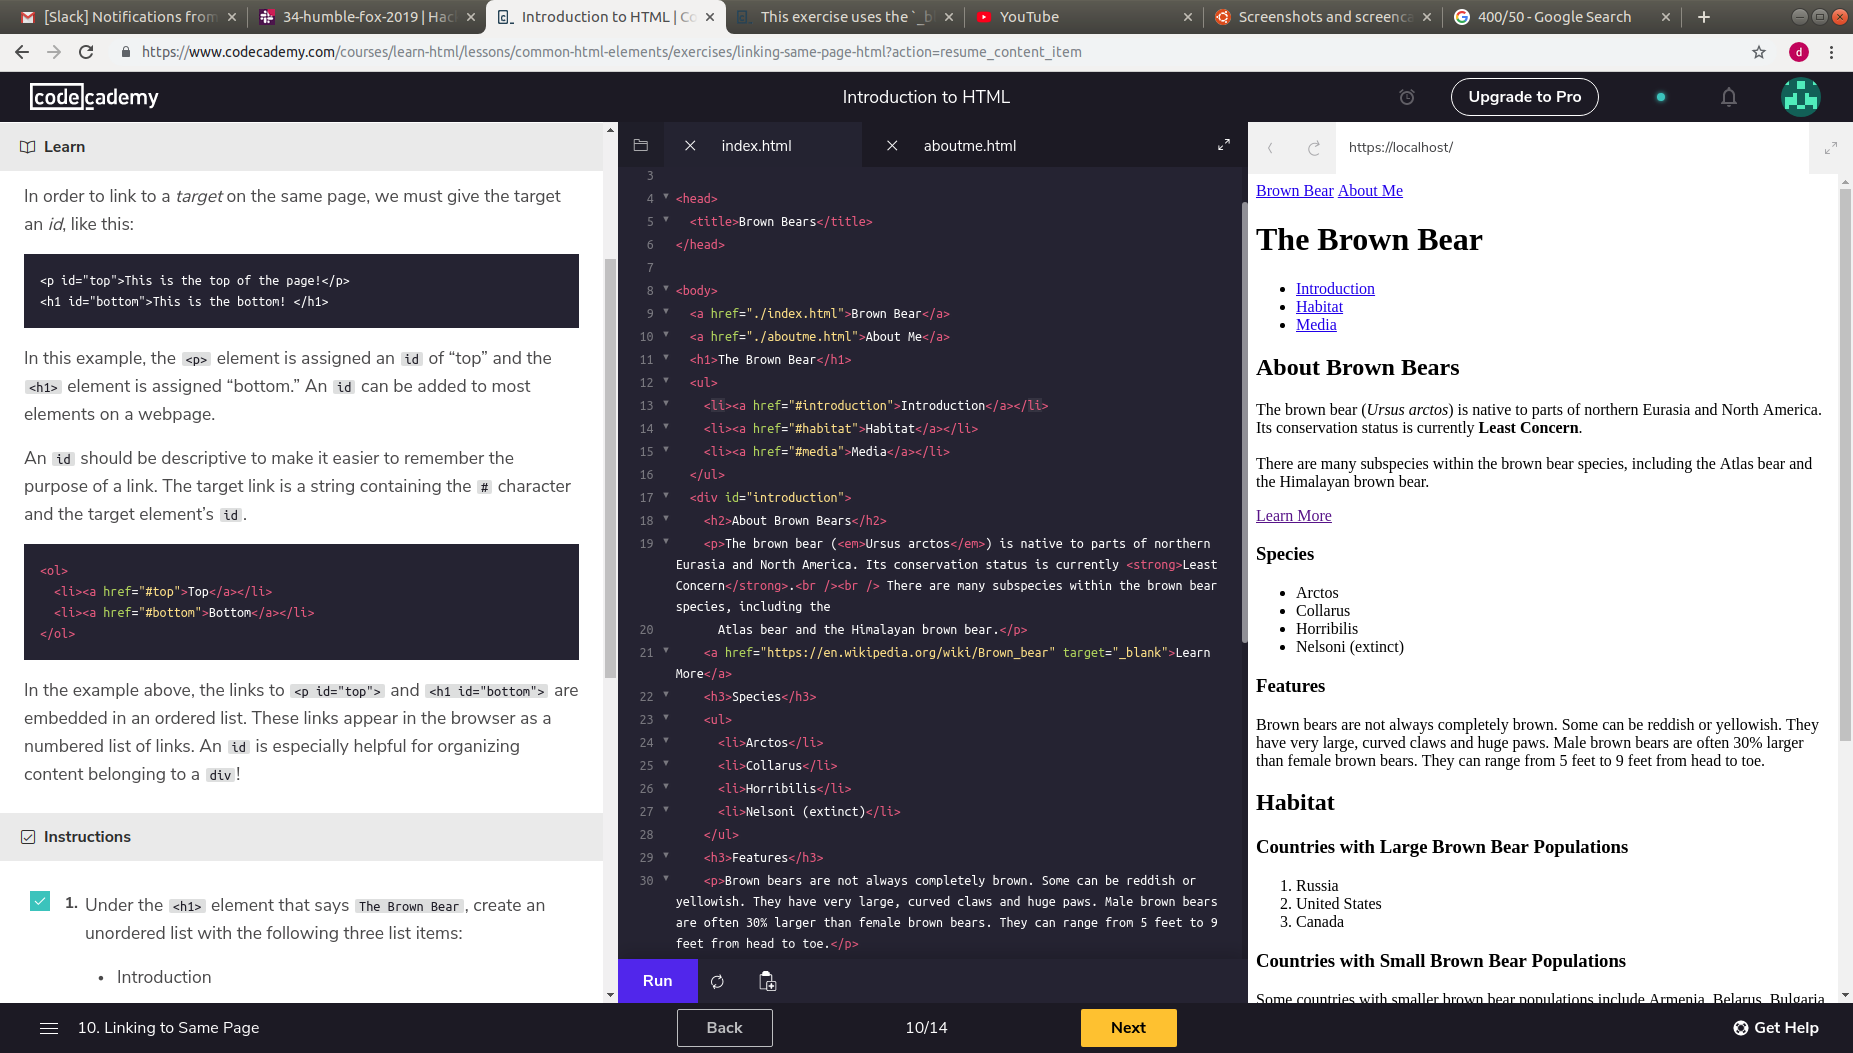 [Slack] Notifications from
34-humble-fox-2019 | Hac
Introduction to HTML | Co
This exercise uses the `_bl
YouTube
Screenshots and screenca
400/50 - Google Search
https://www.codecademy.com/courses/learn-html/lessons/common-html-elements/exercises/linking-same-page-html?action=resume_content_item
d
codecademy
Introduction to HTML
Upgrade to Pro
Learn
In order to link to a target on the same page, we must give the target
an id, like this:
<p id="top">This is the top of the page!</p>
<h1 id="bottom">This is the bottom! </h1>
In this example, the <p> element is assigned an id of “top” and the
<h1> element is assigned “bottom.” An id can be added to most
elements on a webpage.
An id should be descriptive to make it easier to remember the
purpose of a link. The target link is a string containing the # character
and the target element’s id.
<ol>
<li><a href="#top">Top</a></li>
<li><a href="#bottom">Bottom</a></li>
</ol>
In the example above, the links to <p id="top"> and <h1 id="bottom"> are
embedded in an ordered list. These links appear in the browser as a
numbered list of links. An id is especially helpful for organizing
content belonging to a div!
Instructions
1. Under the <h1> element that says The Brown Bear, create an
unordered list with the following three list items:
• Introduction
index.html
aboutme.html
3
4 <head>
5 <title>Brown Bears</title>
6 </head>
7
8 <body>
9 <a href="./index.html">Brown Bear</a>
10 <a href="./aboutme.html">About Me</a>
11 <h1>The Brown Bear</h1>
12 <ul>
13 <li><a href="#introduction">Introduction</a></li>
14 <li><a href="#habitat">Habitat</a></li>
15 <li><a href="#media">Media</a></li>
16 </ul>
17 <div id="introduction">
18 <h2>About Brown Bears</h2>
19 <p>The brown bear (<em>Ursus arctos</em>) is native to parts of northern
Eurasia and North America. Its conservation status is currently <strong>Least
Concern</strong>.<br /><br /> There are many subspecies within the brown bear
species, including the
20 Atlas bear and the Himalayan brown bear.</p>
21 <a href="https://en.wikipedia.org/wiki/Brown_bear" target="_blank">Learn
More</a>
22 <h3>Species</h3>
23 <ul>
24 <li>Arctos</li>
25 <li>Collarus</li>
26 <li>Horribilis</li>
27 <li>Nelsoni (extinct)</li>
28 </ul>
29 <h3>Features</h3>
30 <p>Brown bears are not always completely brown. Some can be reddish or
yellowish. They have very large, curved claws and huge paws. Male brown bears
are often 30% larger than female brown bears. They can range from 5 feet to 9
feet from head to toe.</p>
Run
https://localhost/
Brown Bear About Me
The Brown Bear
• Introduction
• Habitat
• Media
About Brown Bears
The brown bear (Ursus arctos) is native to parts of northern Eurasia and North America.
Its conservation status is currently Least Concern.
There are many subspecies within the brown bear species, including the Atlas bear and
the Himalayan brown bear.
Learn More
Species
• Arctos
• Collarus
• Horribilis
• Nelsoni (extinct)
Features
Brown bears are not always completely brown. Some can be reddish or yellowish. They
have very large, curved claws and huge paws. Male brown bears are often 30% larger
than female brown bears. They can range from 5 feet to 9 feet from head to toe.
Habitat
Countries with Large Brown Bear Populations
1. Russia
2. United States
3. Canada
Countries with Small Brown Bear Populations
Some countries with smaller brown bear populations include Armenia, Belarus, Bulgaria,
10. Linking to Same Page
Back
10/14
Next
Get Help